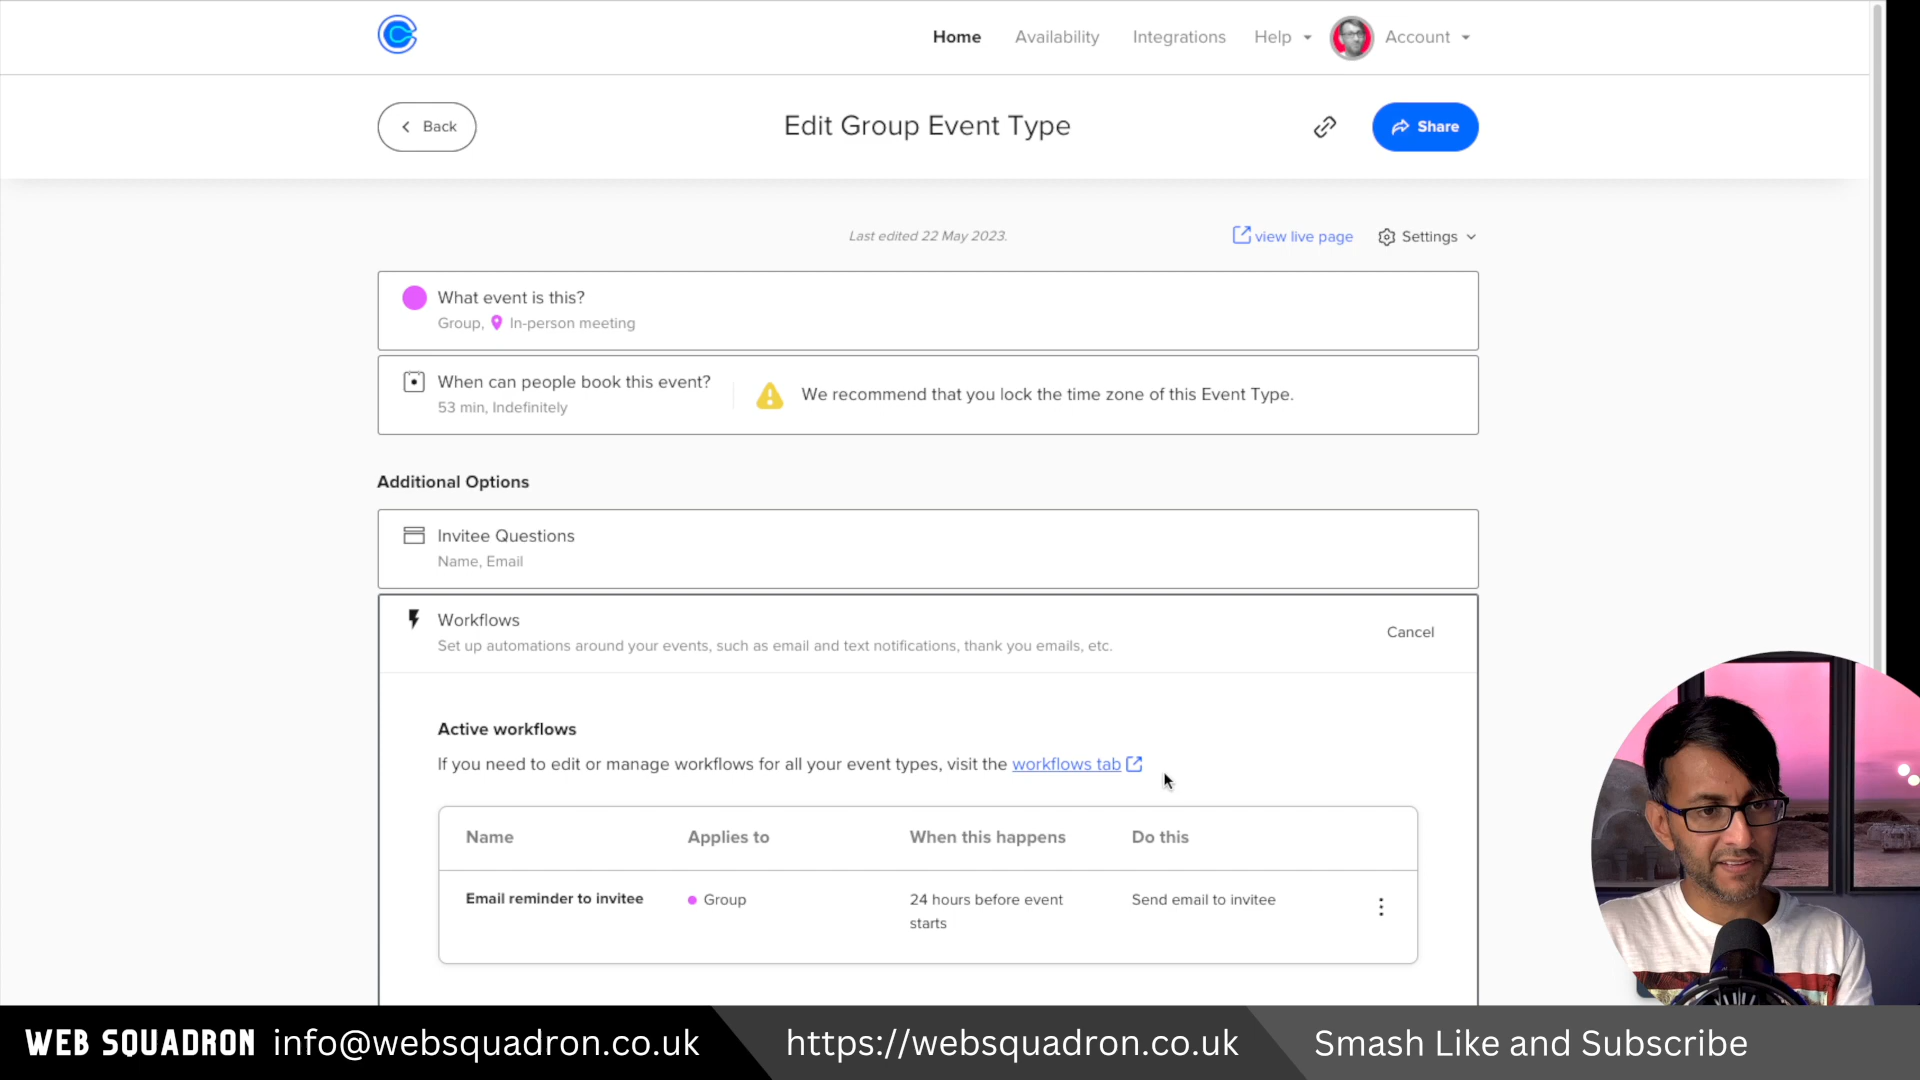 Home Availability Integrations Help Account
Back
Edit Group Event Type
Share
Last edited 22 May 2023.
view live page
Settings
What event is this?
Group, In-person meeting
When can people book this event?
53 min, Indefinitely
We recommend that you lock the time zone of this Event Type.
Additional Options
Invitee Questions
Name, Email
Workflows
Set up automations around your events, such as email and text notifications, thank you emails, etc.
Cancel
Active workflows
If you need to edit or manage workflows for all your event types, visit the workflows tab
Name Applies to When this happens Do this
Email reminder to invitee Group 24 hours before event starts Send email to invitee
WEB SQUADRON info@websquadron.co.uk https://websquadron.co.uk Smash Like and Subscribe